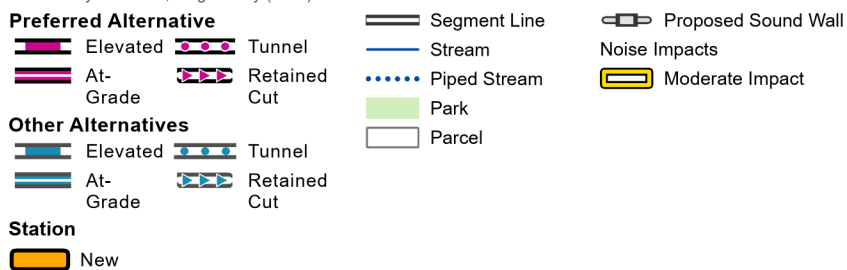 Preferred Alternative
Elevated
Tunnel
At-
Grade
Retained
Cut
Other Alternatives
Elevated
Tunnel
At-
Grade
Retained
Cut
Station
New
Segment Line
Stream
Piped Stream
Park
Parcel
Proposed Sound Wall
Noise Impacts
Moderate Impact